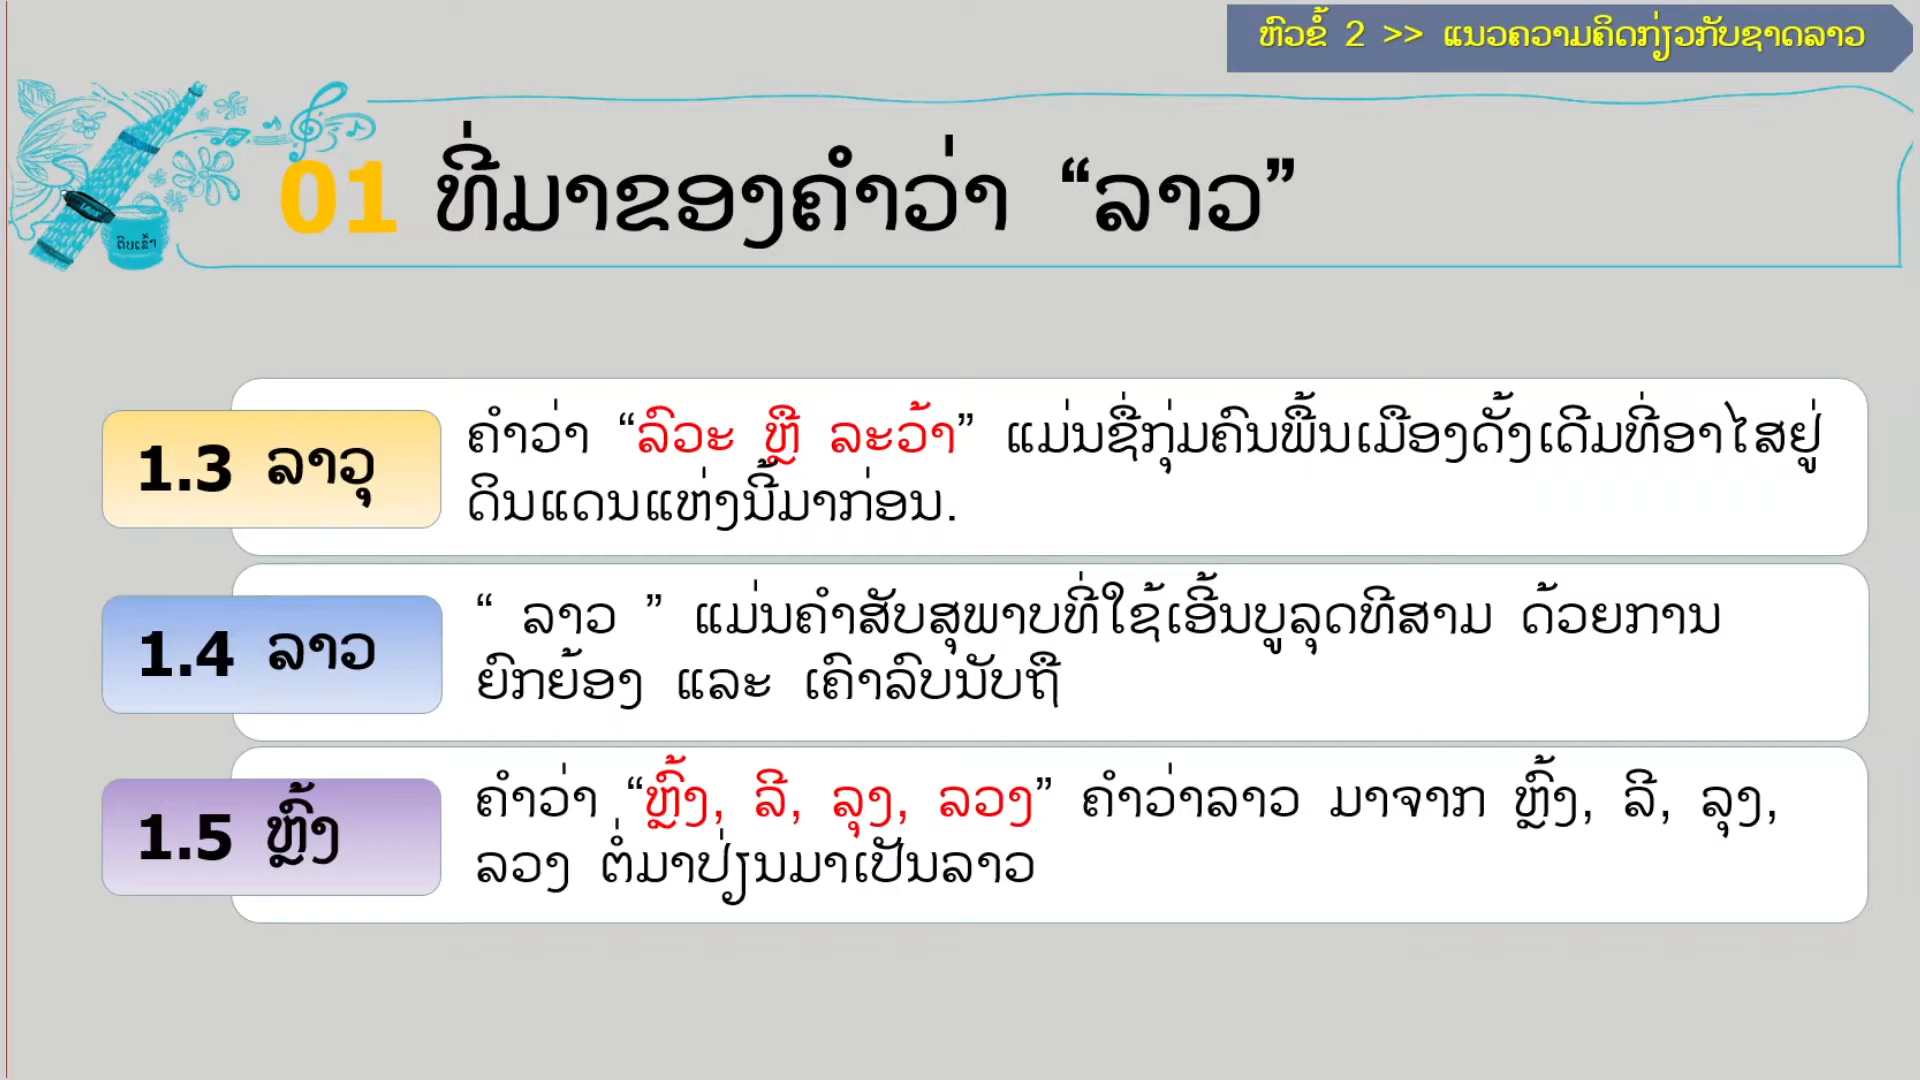 ຫົວຂໍ້ 2 >> ແນວຄວາມຄິດກ່ຽວກັບຊາດລາວ
01 ທີ່ມາຂອງຄຳວ່າ “ລາວ”
LAOS
ຕິບເຂົ້າ
1.3 ລາວຸ
ຄຳວ່າ “ລົວະ ຫຼື ລະວ້າ” ແມ່ນຊື່ກຸ່ມຄົນພື້ນເມືອງດັ້ງເດີມທີ່ອາໄສຢູ່
ດິນແດນແຫ່ງນີ້ມາກ່ອນ.
1.4 ລາວ
“ ລາວ ” ແມ່ນຄຳສັບສຸພາບທີ່ໃຊ້ເອີ້ນບູລຸດທີສາມ ດ້ວຍການ
ຍົກຍ້ອງ ແລະ ເຄົາລົບນັບຖື
1.5 ຫຼົ້ງ
ຄຳວ່າ “ຫຼົ້ງ, ລີ, ລຸງ, ລວງ” ຄຳວ່າລາວ ມາຈາກ ຫຼົ້ງ, ລີ, ລຸງ,
ລວງ ຕໍ່ມາປ່ຽນມາເປັນລາວ